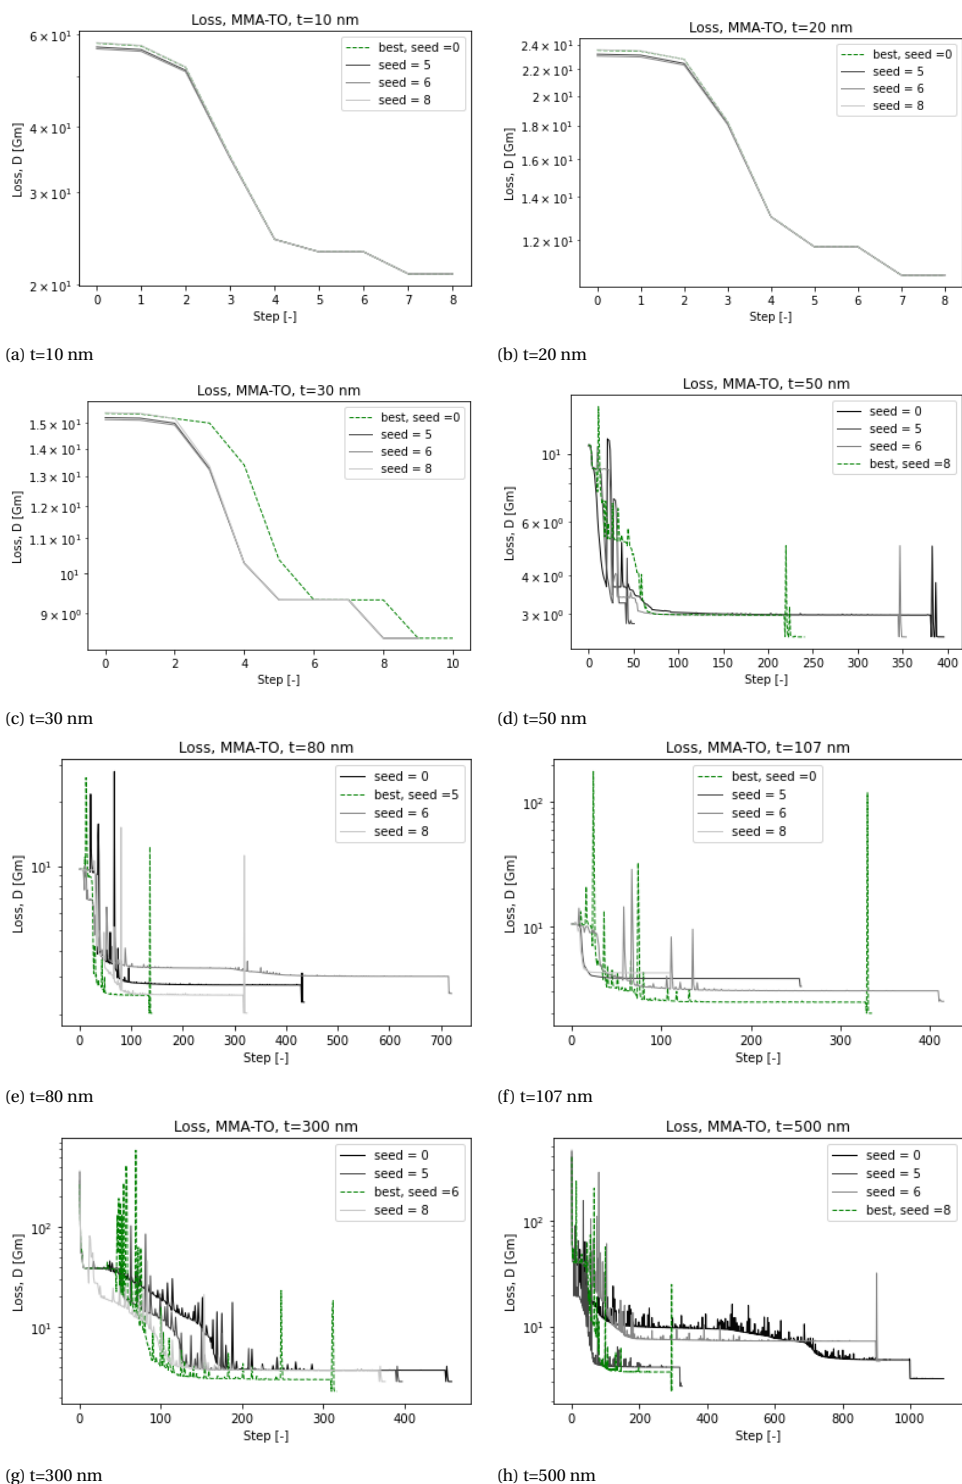 Loss, MMA-TO, t=10 nm
6 × 10¹
4 × 10¹
3 × 10¹
2 × 10¹
Loss, D [Gm]
best, seed =0
seed = 5
seed = 6
seed = 8
0 1 2 3 4 5 6 7 8
Step [-]
(a) t=10 nm
Loss, MMA-TO, t=20 nm
2.4 × 10¹
2.2 × 10¹
2 × 10¹
1.8 × 10¹
1.6 × 10¹
1.4 × 10¹
1.2 × 10¹
Loss, D [Gm]
best, seed =0
seed = 5
seed = 6
seed = 8
0 1 2 3 4 5 6 7 8
Step [-]
(b) t=20 nm
Loss, MMA-TO, t=30 nm
1.5 × 10¹
1.4 × 10¹
1.3 × 10¹
1.2 × 10¹
1.1 × 10¹
10¹
9 × 10⁰
Loss, D [Gm]
best, seed =0
seed = 5
seed = 6
seed = 8
0 2 4 6 8 10
Step [-]
(c) t=30 nm
Loss, MMA-TO, t=50 nm
10¹
6 × 10⁰
4 × 10⁰
3 × 10⁰
Loss, D [Gm]
seed = 0
seed = 5
seed = 6
best, seed =8
0 50 100 150 200 250 300 350 400
Step [-]
(d) t=50 nm
Loss, MMA-TO, t=80 nm
10¹
Loss, D [Gm]
seed = 0
best, seed =5
seed = 6
seed = 8
0 100 200 300 400 500 600 700
Step [-]
(e) t=80 nm
Loss, MMA-TO, t=107 nm
10²
10¹
Loss, D [Gm]
best, seed =0
seed = 5
seed = 6
seed = 8
0 100 200 300 400
Step [-]
(f) t=107 nm
Loss, MMA-TO, t=300 nm
10²
10¹
Loss, D [Gm]
seed = 0
seed = 5
best, seed =6
seed = 8
0 100 200 300 400
Step [-]
(g) t=300 nm
Loss, MMA-TO, t=500 nm
10²
10¹
Loss, D [Gm]
seed = 0
seed = 5
seed = 6
best, seed =8
0 200 400 600 800 1000
Step [-]
(h) t=500 nm